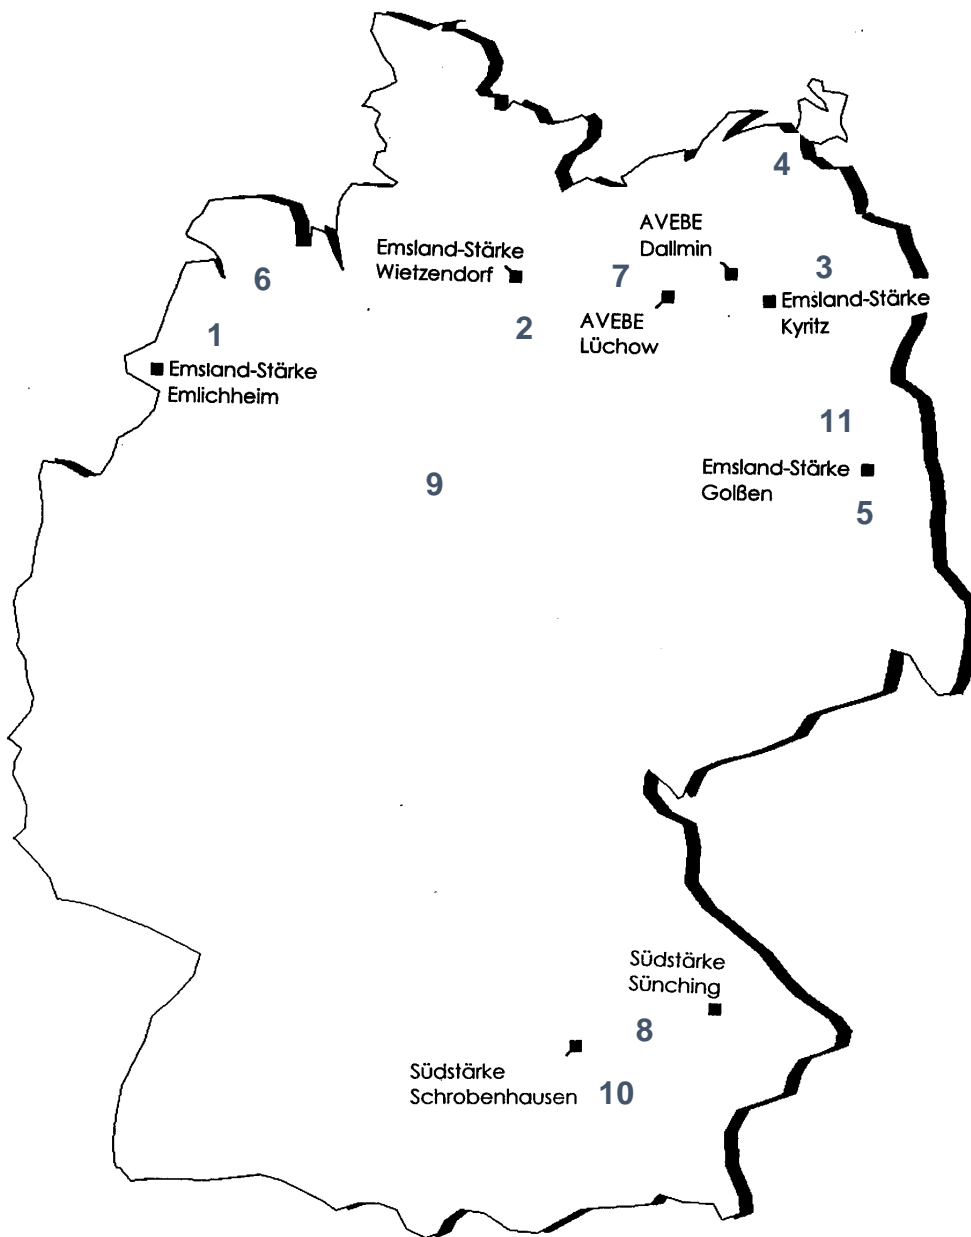 4
AVEBE
Dallmin
Emsland-Stärke
Wietzendorf
6
7
3
Emsland-Stärke
Kyritz
AVEBE
Lüchow
1
2
Emsland-Stärke
Emlichheim
11
Emsland-Stärke
Golßen
9
5
Südstärke
Sünching
8
Südstärke
Schrobenhausen
10